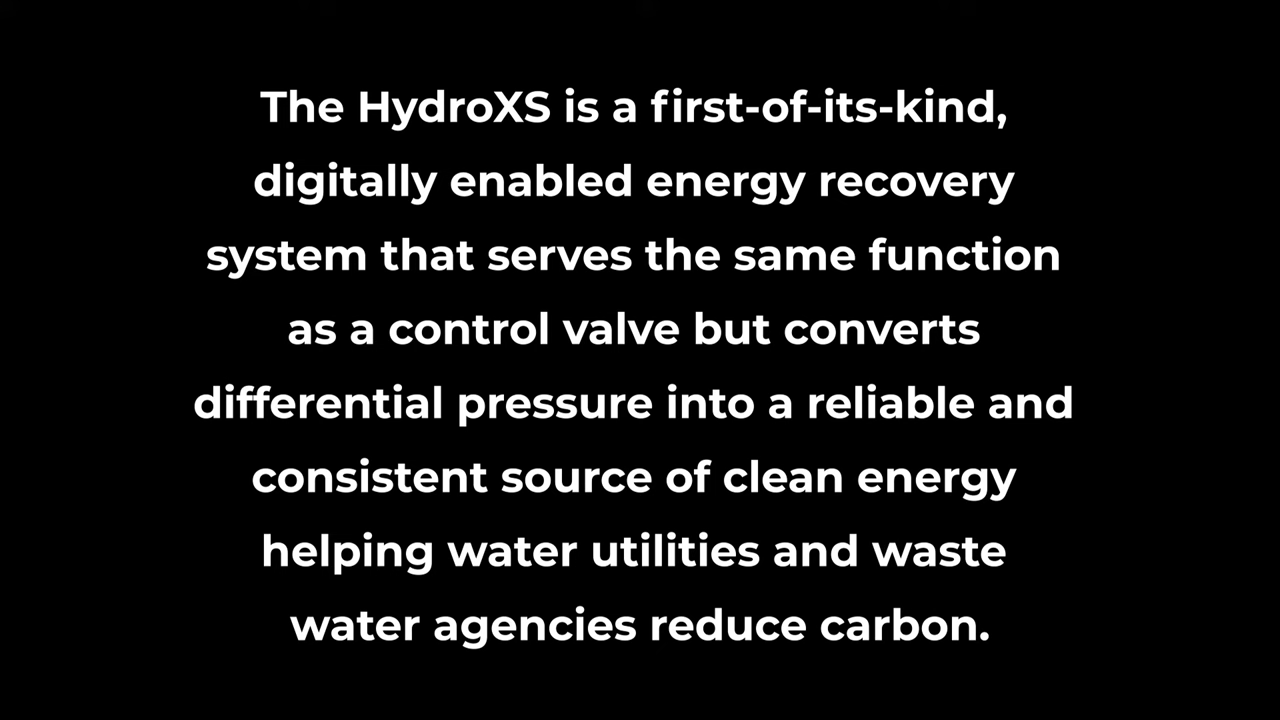 The HydroXS is a first-of-its-kind,
digitally enabled energy recovery
system that serves the same function
as a control valve but converts
differential pressure into a reliable and
consistent source of clean energy
helping water utilities and waste
water agencies reduce carbon.